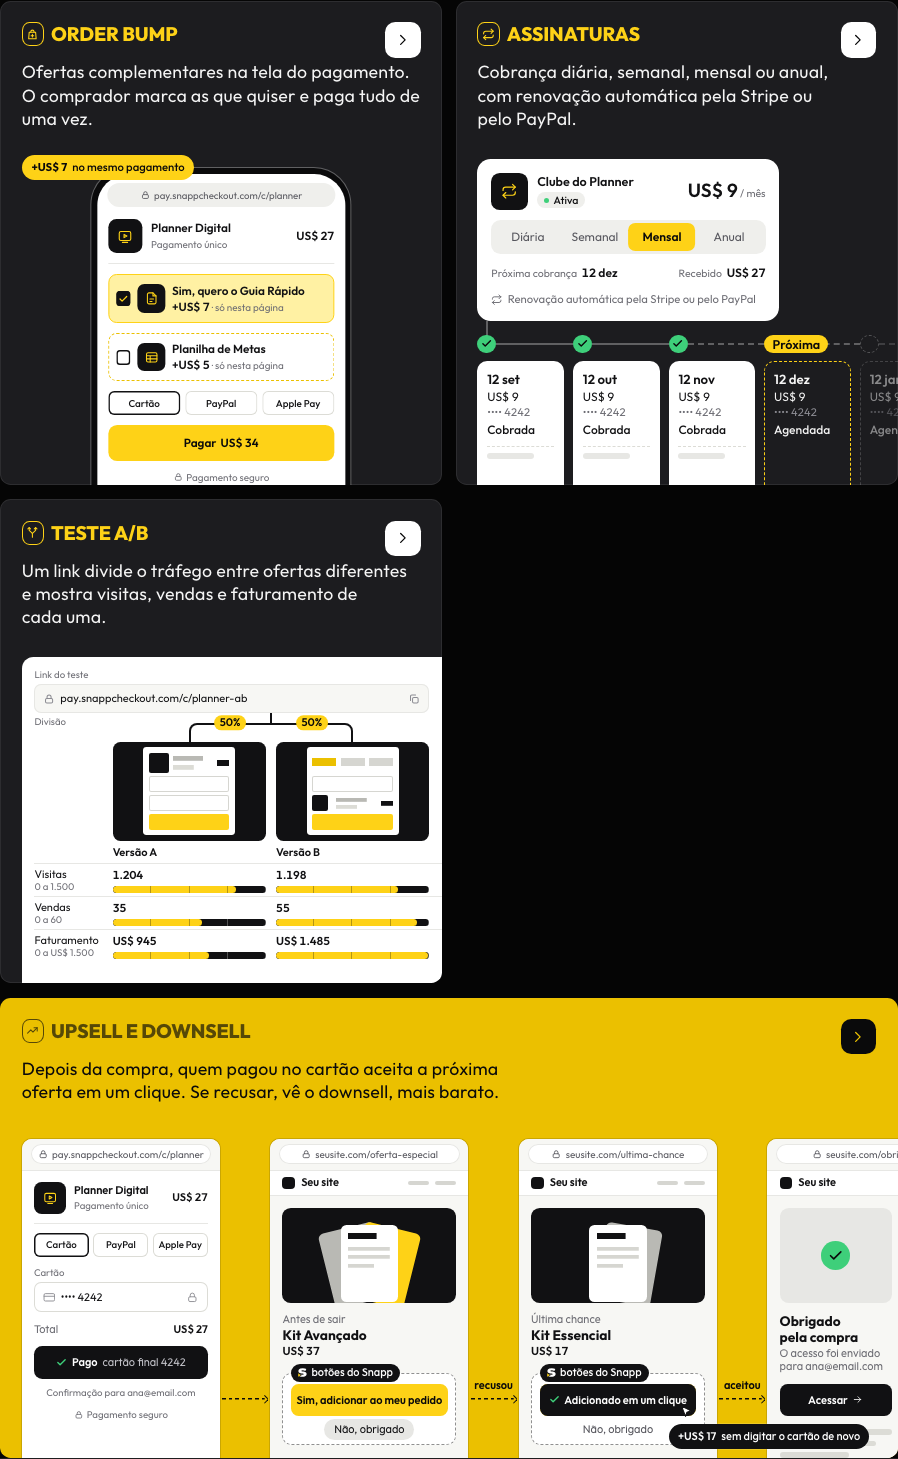 ORDER BUMP
Ofertas complementares na tela do pagamento.
O comprador marca as que quiser e paga tudo de
uma vez.
+US$ 7 no mesmo pagamento
pay.snappcheckout.com/c/planner
Planner Digital
Pagamento único
US$ 27
Sim, quero o Guia Rápido
+US$ 7 · só nesta página
Planilha de Metas
+US$ 5 · só nesta página
Cartão
PayPal
Apple Pay
Pagar US$ 34
Pagamento seguro
ASSINATURAS
Cobrança diária, semanal, mensal ou anual,
com renovação automática pela Stripe ou
pelo PayPal.
Clube do Planner
Ativa
US$ 9 / mês
Diária
Semanal
Mensal
Anual
Próxima cobrança 12 dez
Recebido US$ 27
Renovação automática pela Stripe ou pelo PayPal
Próxima
12 set
US$ 9
•••• 4242
Cobrada
12 out
US$ 9
•••• 4242
Cobrada
12 nov
US$ 9
•••• 4242
Cobrada
12 dez
US$ 9
•••• 4242
Agendada
12 jan
US$ 9
•••• 42
Agen
TESTE A/B
Um link divide o tráfego entre ofertas diferentes
e mostra visitas, vendas e faturamento de
cada uma.
Link do teste
pay.snappcheckout.com/c/planner-ab
Divisão
50%
50%
Versão A
Versão B
Visitas
0 a 1.500
1.204
1.198
Vendas
0 a 60
35
55
Faturamento
0 a US$ 1.500
US$ 945
US$ 1.485
UPSELL E DOWNSELL
Depois da compra, quem pagou no cartão aceita a próxima
oferta em um clique. Se recusar, vê o downsell, mais barato.
pay.snappcheckout.com/c/planner
Planner Digital
Pagamento único
US$ 27
Cartão
PayPal
Apple Pay
Cartão
•••• 4242
Total
US$ 27
Pago cartão final 4242
Confirmação para ana@email.com
Pagamento seguro
seusite.com/oferta-especial
Seu site
Antes de sair
Kit Avançado
US$ 37
botões do Snapp
Sim, adicionar ao meu pedido
Não, obrigado
recusou
seusite.com/ultima-chance
Seu site
Última chance
Kit Essencial
US$ 17
botões do Snapp
Adicionado em um clique
Não, obrigado
aceitou
+US$ 17 sem digitar o cartão de novo
seusite.com/obri
Seu site
Obrigado
pela compra
O acesso foi enviado
para ana@email.com
Acessar